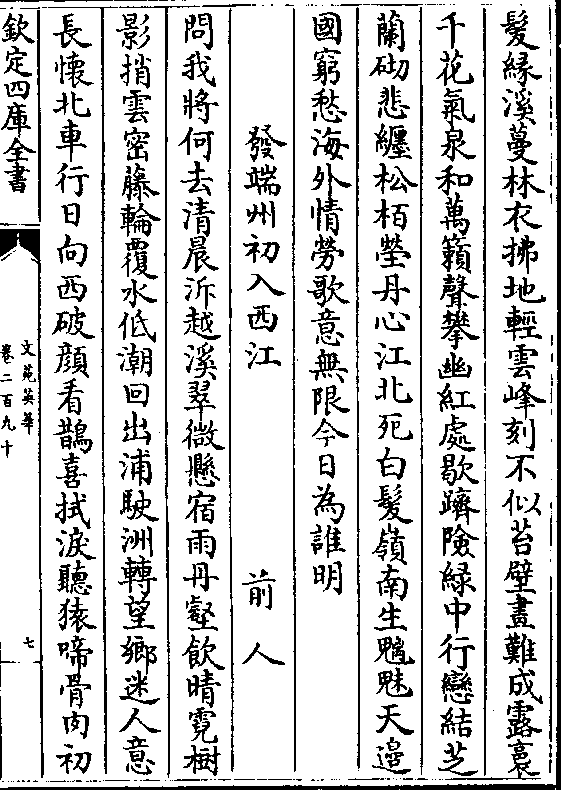 髮緣溪蔓林衣拂地輕雲峰刻不似苔壁畫難成露裛
千花氣泉和萬籟聲攀幽紅處歇躋險緑中行戀結芝
蘭砌悲纒松栢塋丹心江北死白髮嶺南生魑魅天邉
國窮愁海外情勞歌意無限今日為誰明
發端州初入西江 前人
問我將何去清晨泝越溪翠微懸宿雨丹壑飲晴霓樹
影捎雲宻藤輪覆水低潮回出浦駛洲轉望鄉迷人意
長懷北車行日向西破顔看鵲喜拭淚聽猿啼骨肉初
欽定四庫全書
文苑英華
卷二百九十
七